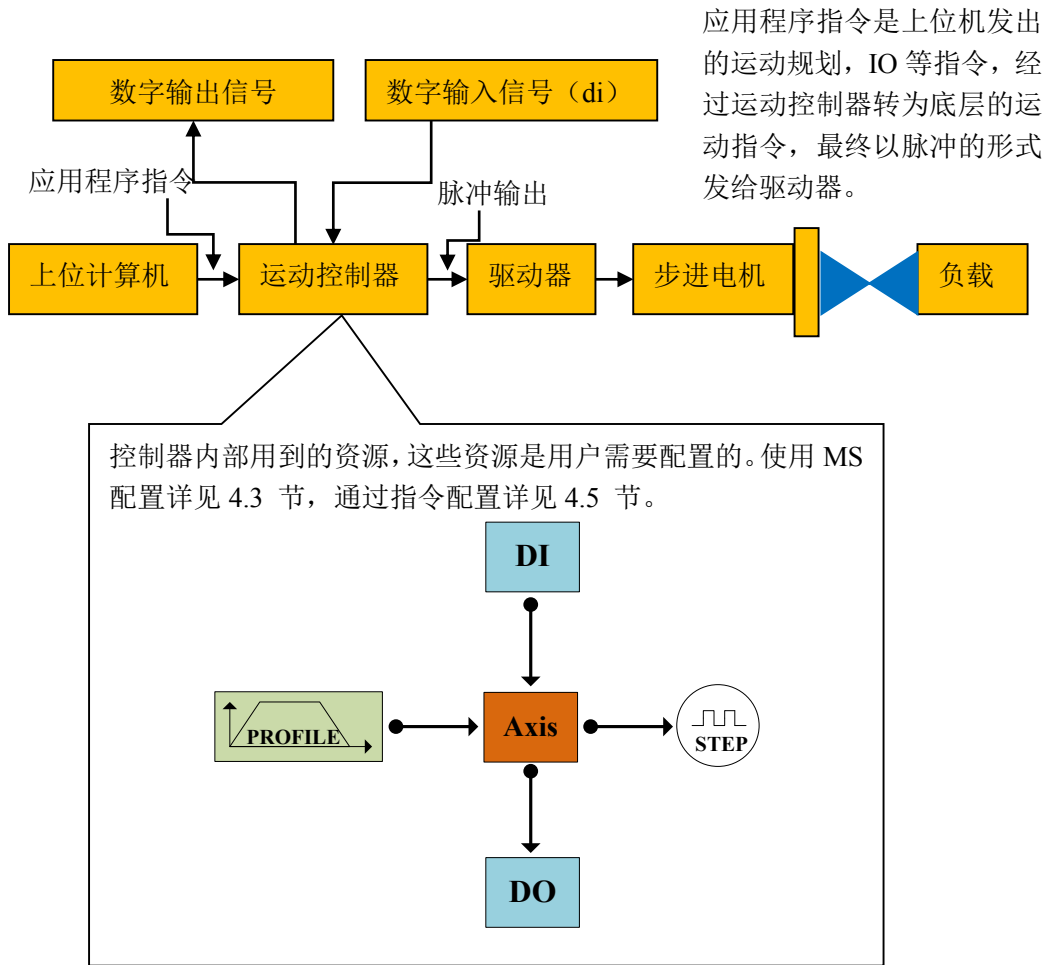 应用程序指令是上位机发出
的运动规划，IO 等指令，经
过运动控制器转为底层的运
动指令，最终以脉冲的形式
发给驱动器。
数字输出信号
数字输入信号（di）
应用程序指令
脉冲输出
上位计算机
运动控制器
驱动器
步进电机
负载
控制器内部用到的资源，这些资源是用户需要配置的。使用 MS
配置详见 4.3 节，通过指令配置详见 4.5 节。
DI
PROFILE
Axis
STEP
DO